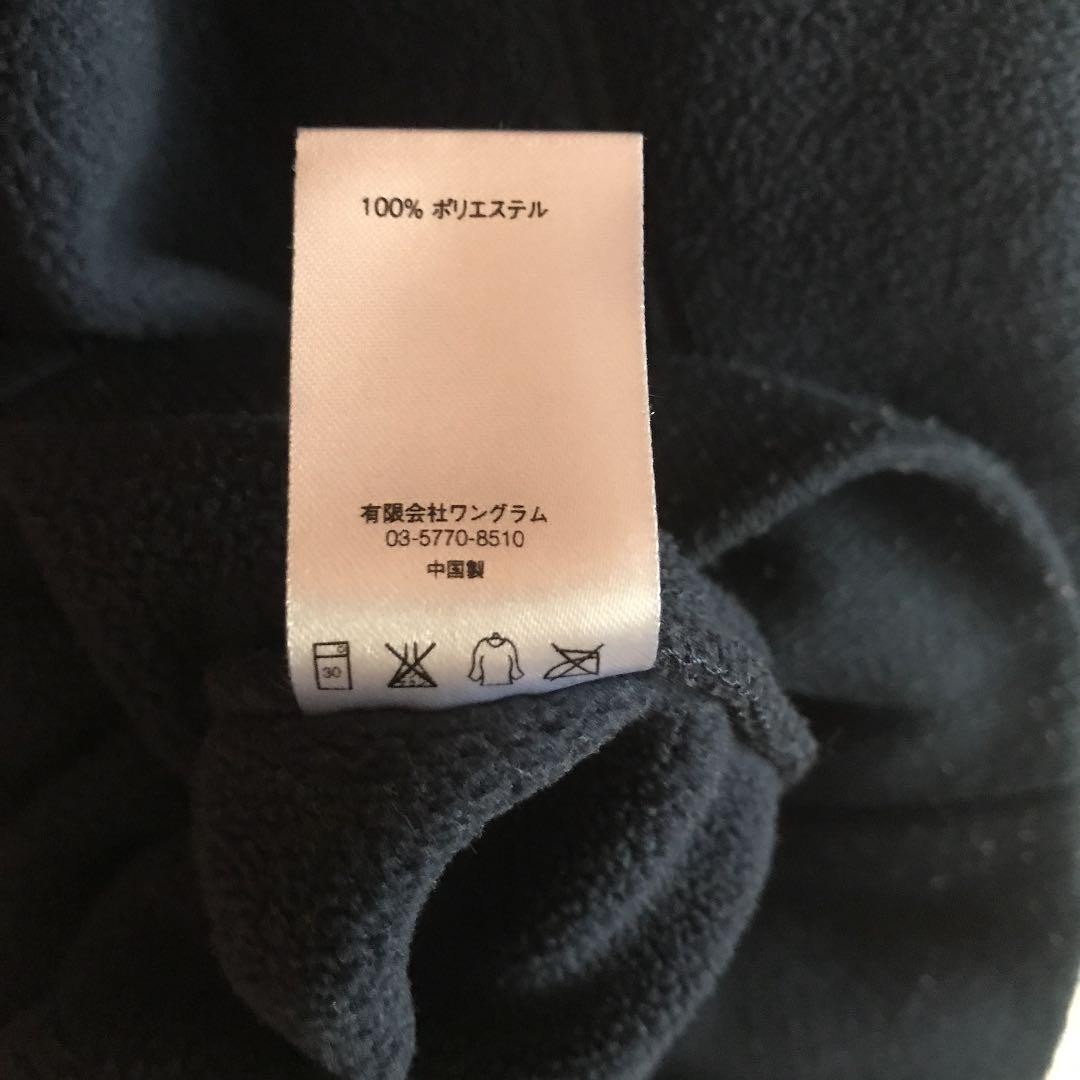 100% ポリエステル
有限会社ワングラム
03-5770-8510
中国製
30